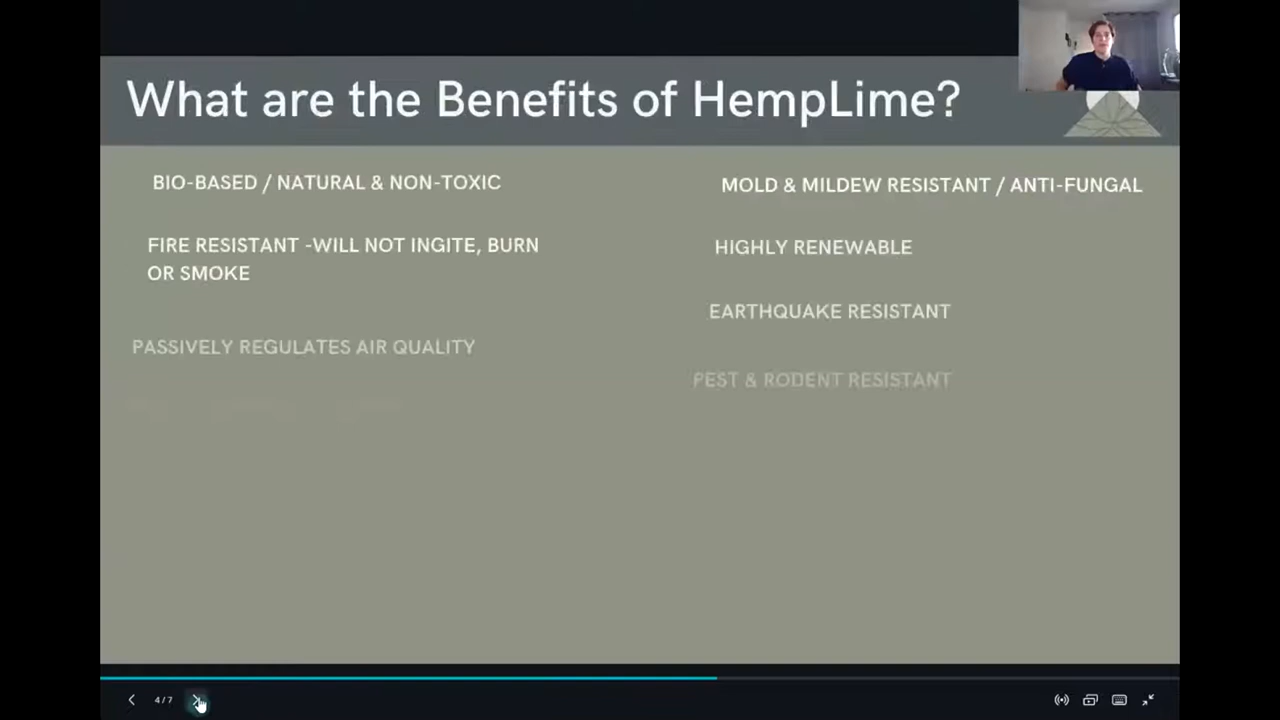 What are the Benefits of HempLime?
BIO-BASED / NATURAL & NON-TOXIC
FIRE RESISTANT -WILL NOT INGITE, BURN
OR SMOKE
PASSIVELY REGULATES AIR QUALITY
MOLD & MILDEW RESISTANT / ANTI-FUNGAL
HIGHLY RENEWABLE
EARTHQUAKE RESISTANT
PEST & RODENT RESISTANT
4 / 7